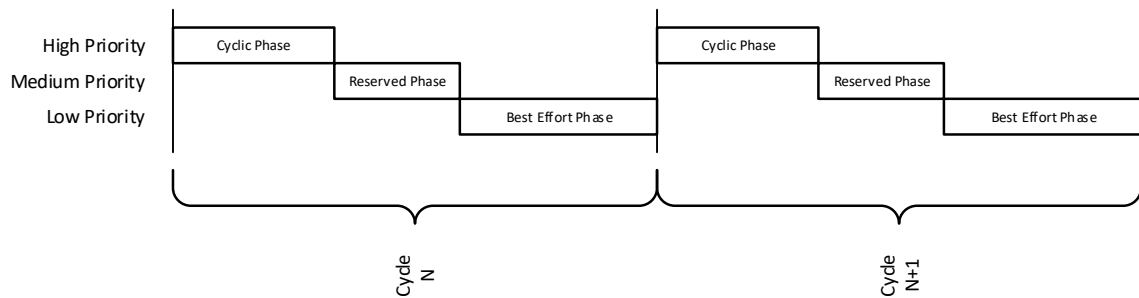 High Priority
Cyclic Phase
Cyclic Phase
Medium Priority
Reserved Phase
Reserved Phase
Low Priority
Best Effort Phase
Best Effort Phase
Cycle
N
Cycle
N+1